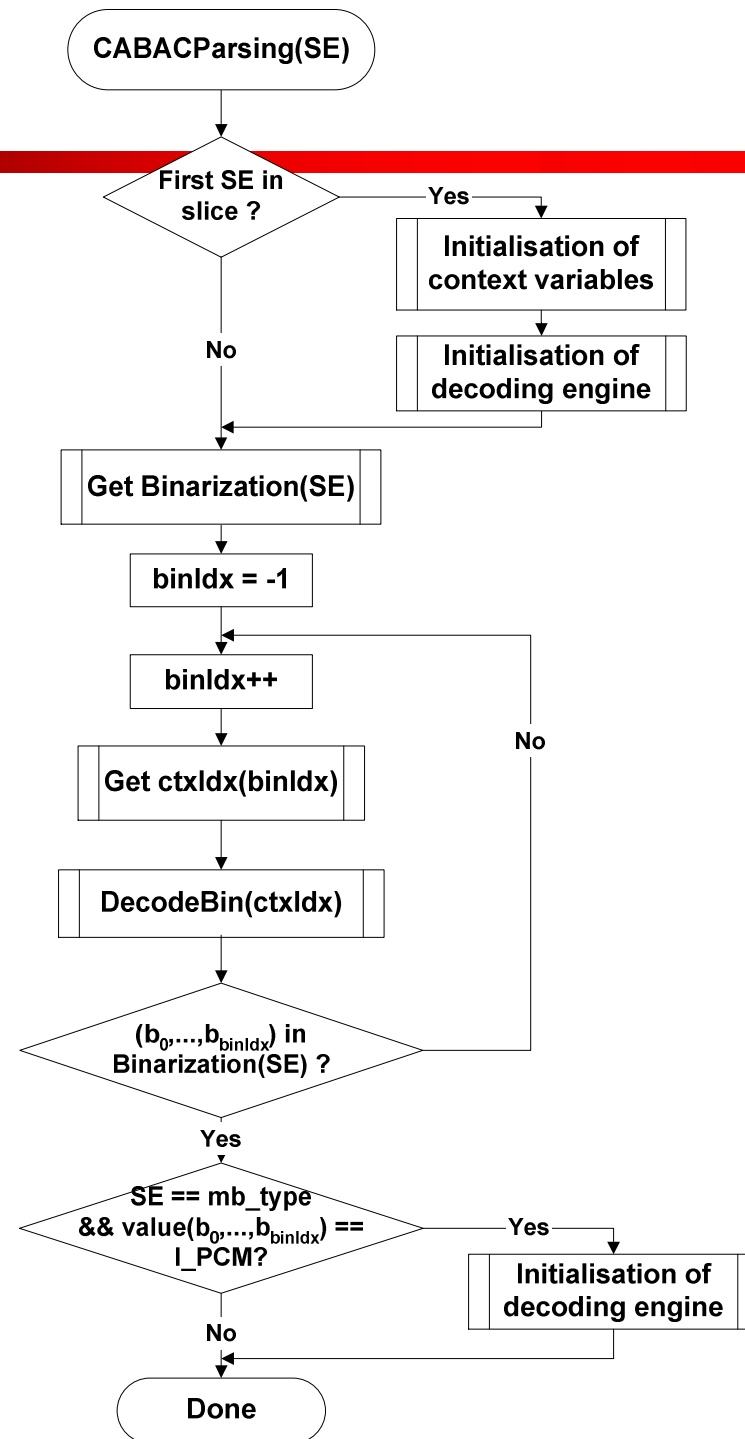 CABACParsing(SE)
First SE in
slice ?
Yes
Initialisation of
context variables
No
Initialisation of
decoding engine
Get Binarization(SE)
binIdx = -1
binIdx++
No
Get ctxIdx(binIdx)
DecodeBin(ctxIdx)
(b0,...,bbinIdx) in
Binarization(SE) ?
Yes
SE == mb_type
&& value(b0,...,bbinIdx) ==
I_PCM?
Yes
Initialisation of
decoding engine
No
Done